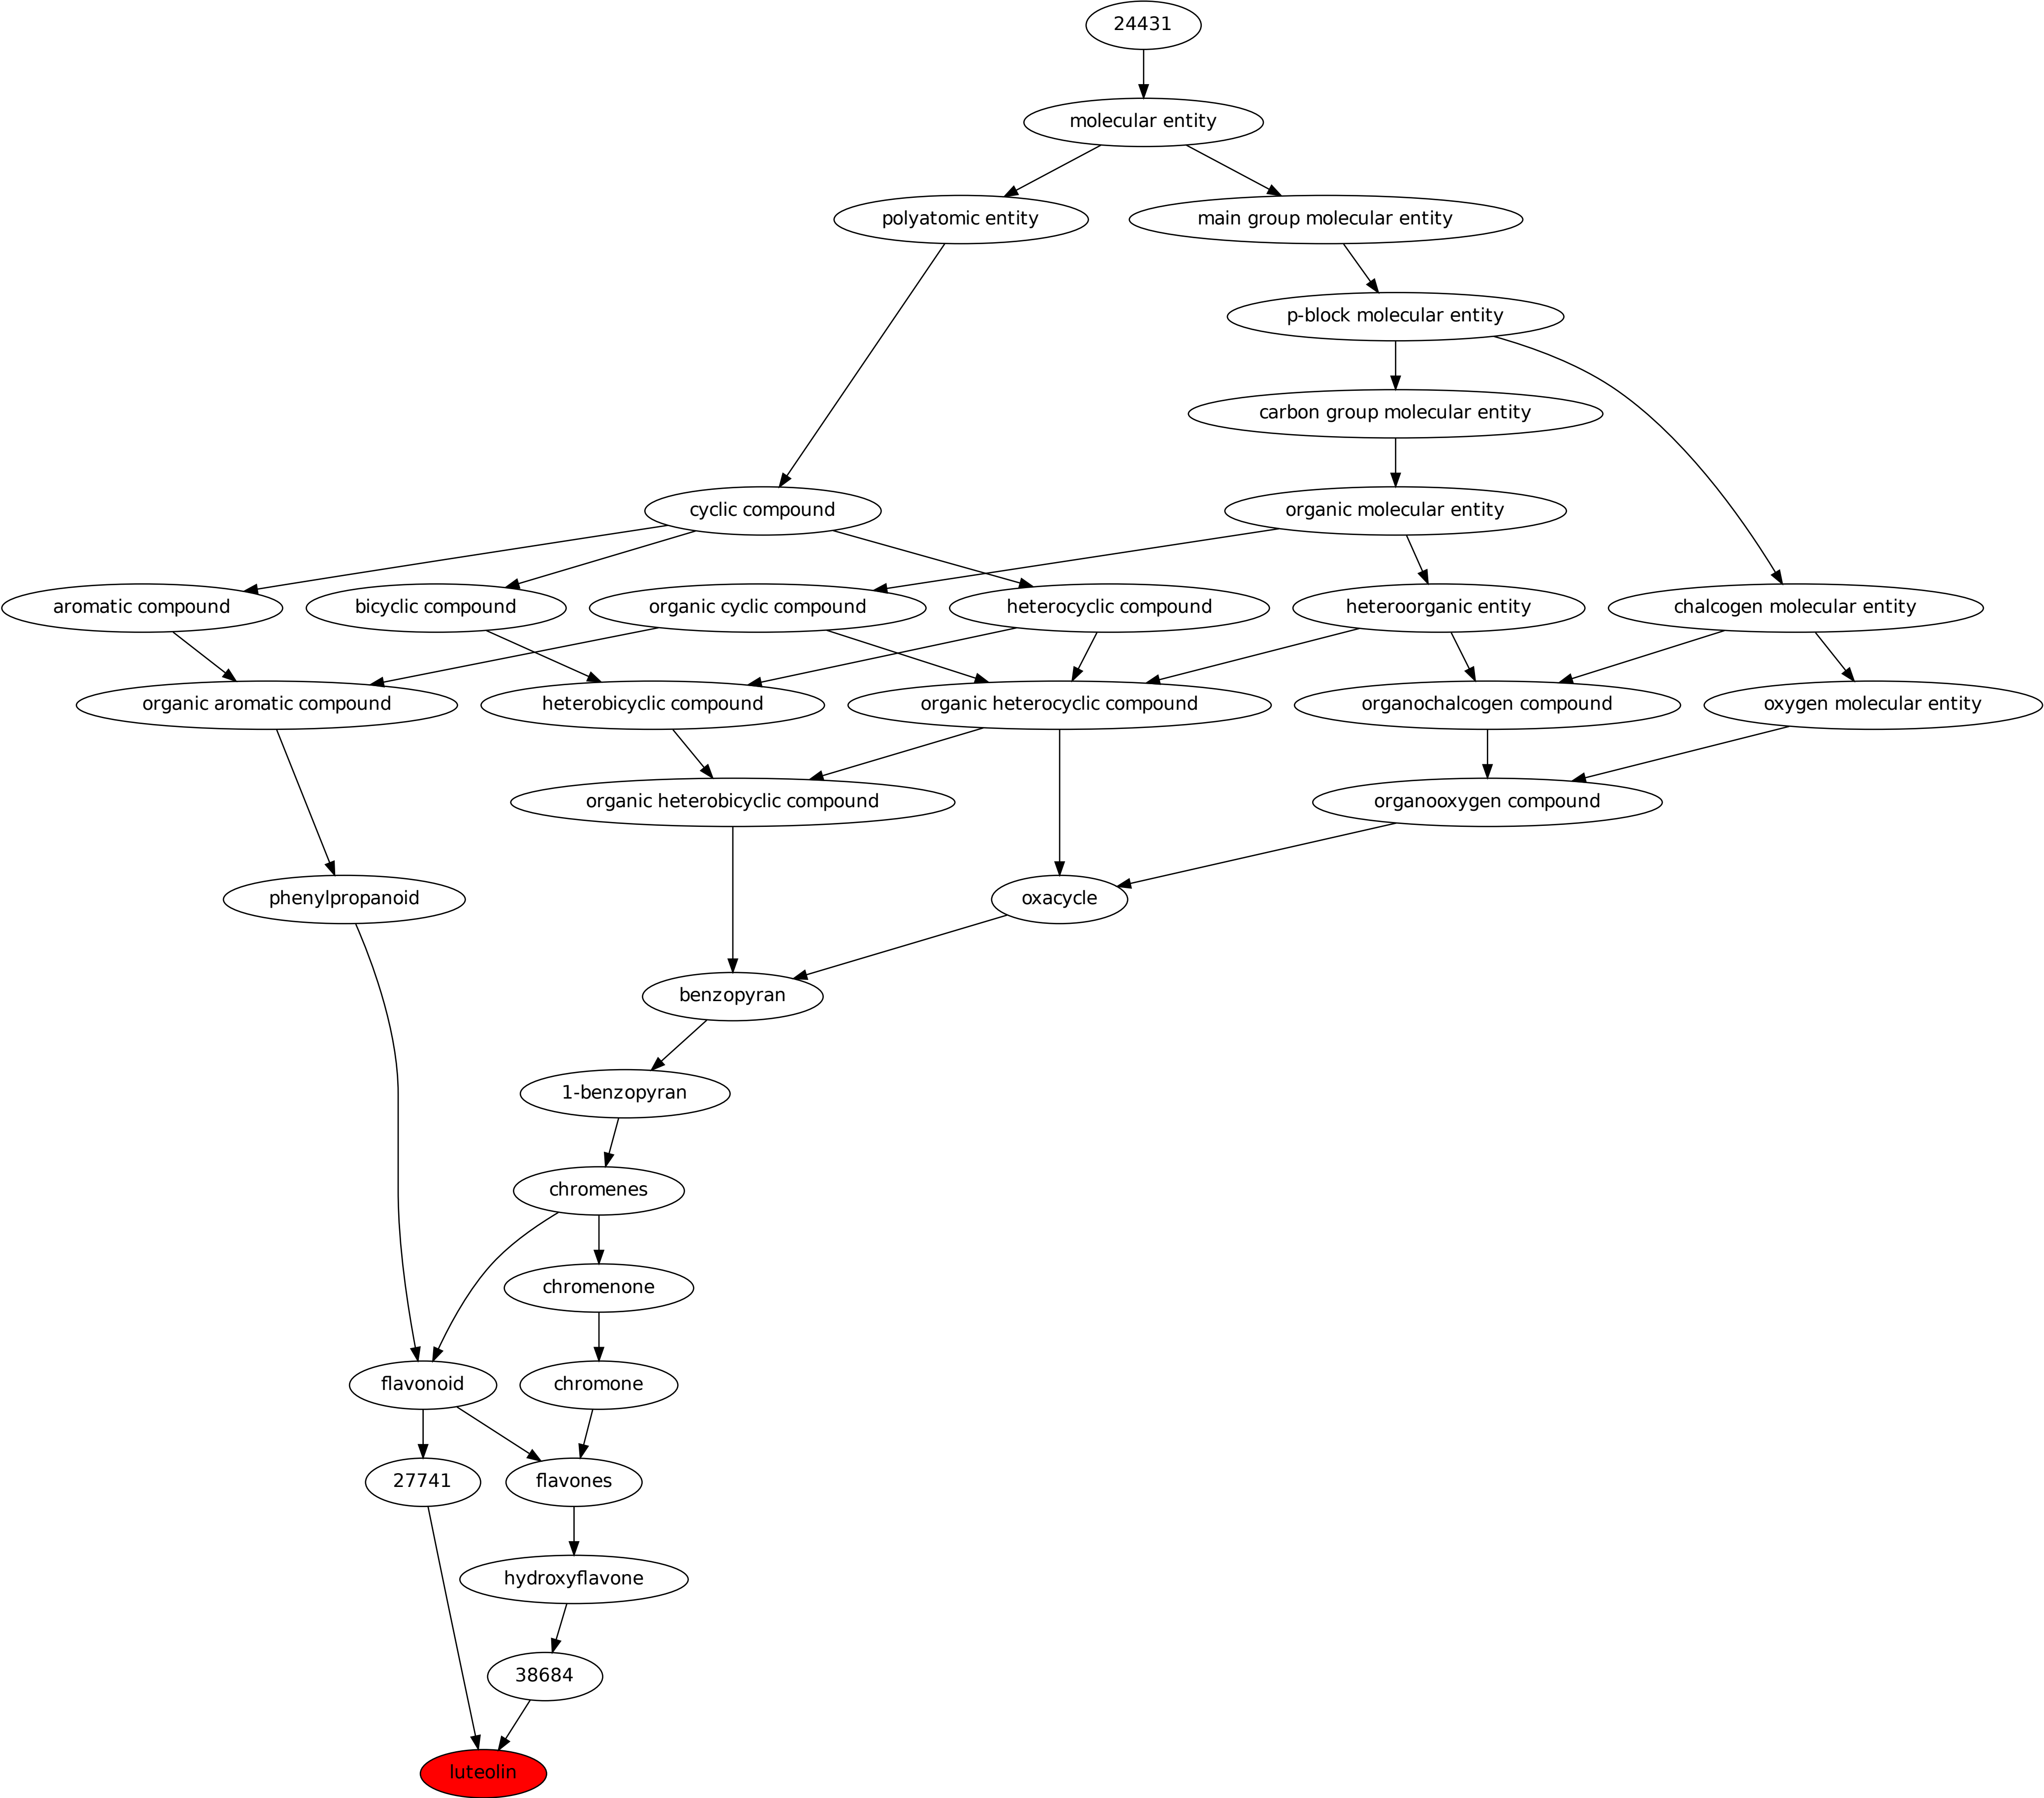 24431
molecular entity
polyatomic entity
main group molecular entity
p-block molecular entity
carbon group molecular entity
cyclic compound
organic molecular entity
aromatic compound
bicyclic compound
organic cyclic compound
heterocyclic compound
heteroorganic entity
chalcogen molecular entity
organic aromatic compound
heterobicyclic compound
organic heterocyclic compound
organochalcogen compound
oxygen molecular entity
organic heterobicyclic compound
organooxygen compound
phenylpropanoid
oxacycle
benzopyran
1-benzopyran
chromenes
chromenone
flavonoid
chromone
27741
flavones
hydroxyflavone
38684
luteolin